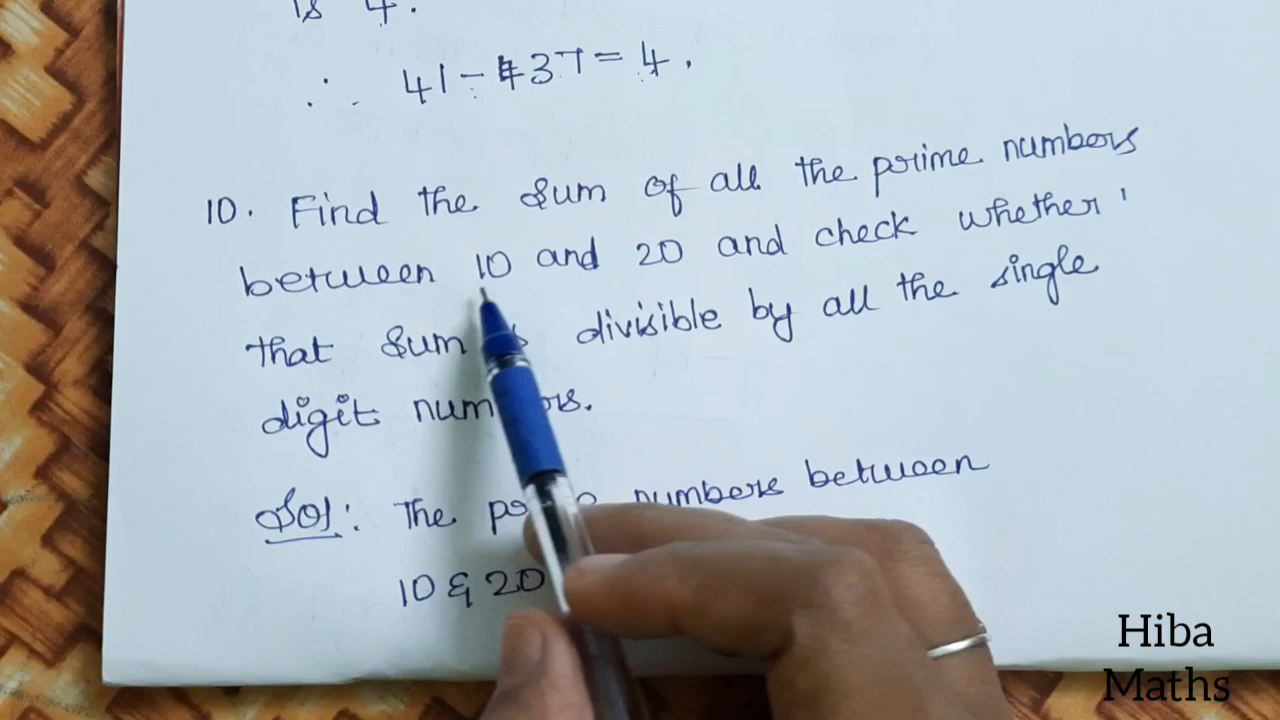 is 4.
∴ 41 - 37 = 4.
10. Find the sum of all the prime numbers
between 10 and 20 and check whether
that sum divisible by all the single
digit
Sol: The numbers between
10 & 20
Hiba
Maths